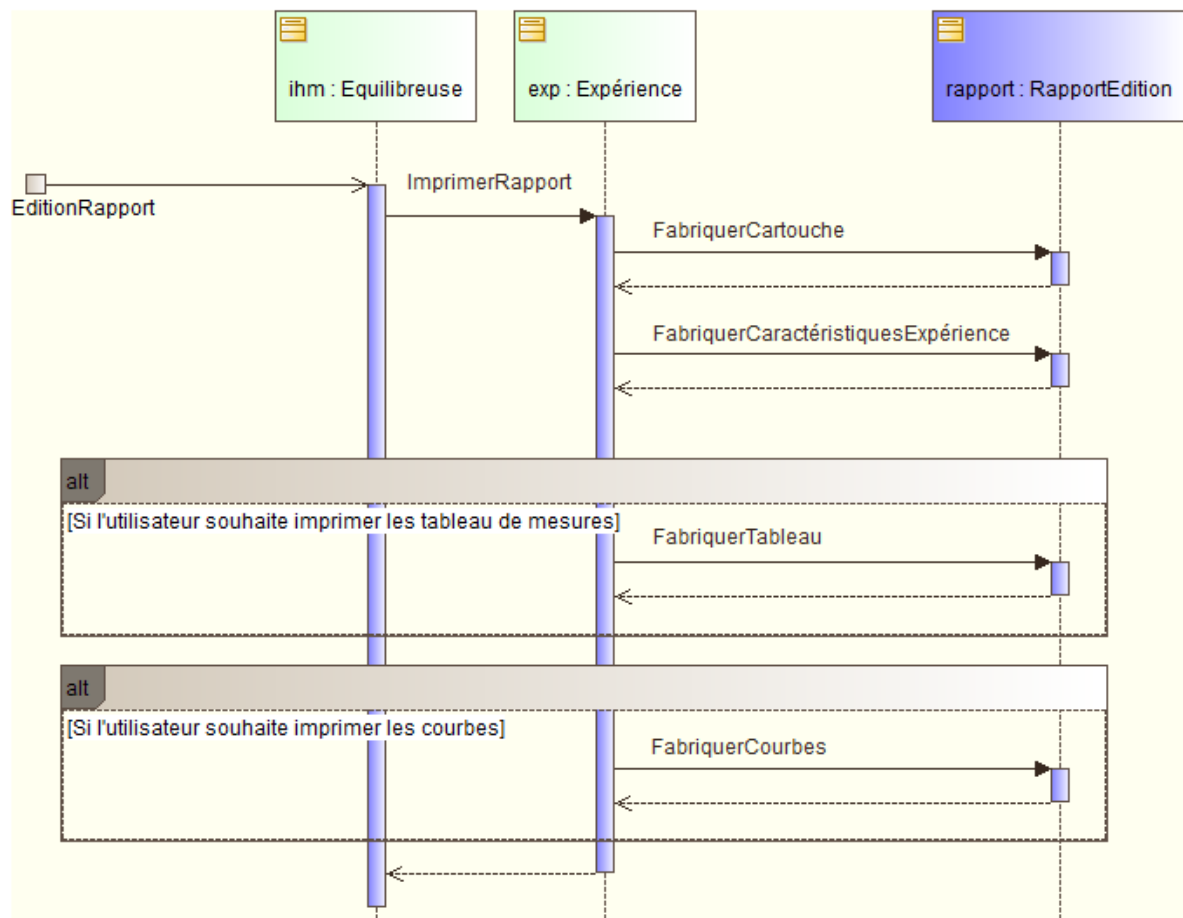 ihm : Equilibreuse
exp : Expérience
rapport : RapportEdition
EditionRapport
ImprimerRapport
FabriquerCartouche
FabriquerCaractéristiquesExpérience
alt
[Si l'utilisateur souhaite imprimer les tableau de mesures]
FabriquerTableau
alt
[Si l'utilisateur souhaite imprimer les courbes]
FabriquerCourbes